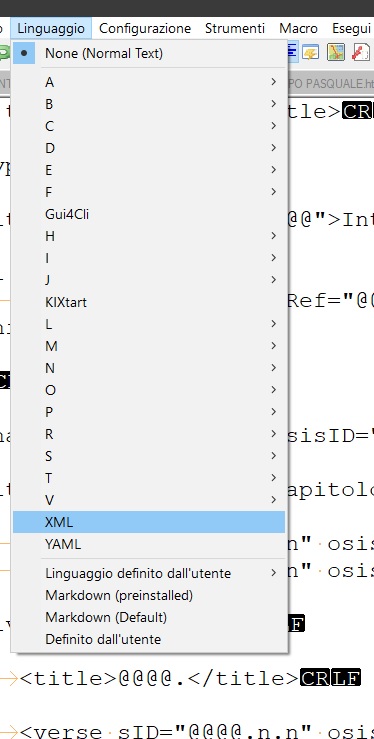 Linguaggio Configurazione Strumenti Macro Esegui
None (Normal Text)
PO PASQUALE.h
A
tle>CR
B
C
D
E
F
Gui4Cli
@@">Int
H
I
J
KIXtart
Ref="@
L
M
N
O
P
R
sisID="
S
T
apitolo
V
XML
YAML
n" osis
n" osis
Linguaggio definito dall'utente
Markdown (preinstalled)
Markdown (Default)
LF
Definito dall'utente
<title>@@@@.</title>CRLF
<verse sID="@@@@.n.n" osis